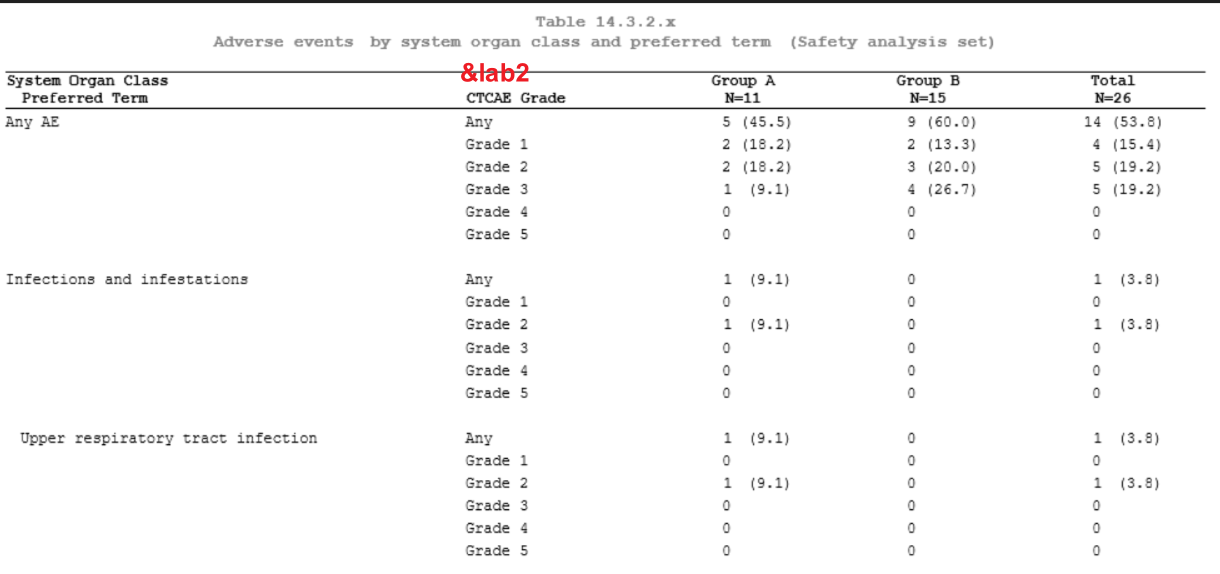 Table 14.3.2.x
Adverse events by system organ class and preferred term (Safety analysis set)
&lab2
System Organ Class Group A Group B Total
Preferred Term CTCAE Grade N=11 N=15 N=26
Any AE Any 5 (45.5) 9 (60.0) 14 (53.8)
Grade 1 2 (18.2) 2 (13.3) 4 (15.4)
Grade 2 2 (18.2) 3 (20.0) 5 (19.2)
Grade 3 1 (9.1) 4 (26.7) 5 (19.2)
Grade 4 0 0 0
Grade 5 0 0 0
Infections and infestations Any 1 (9.1) 0 1 (3.8)
Grade 1 0 0 0
Grade 2 1 (9.1) 0 1 (3.8)
Grade 3 0 0 0
Grade 4 0 0 0
Grade 5 0 0 0
Upper respiratory tract infection Any 1 (9.1) 0 1 (3.8)
Grade 1 0 0 0
Grade 2 1 (9.1) 0 1 (3.8)
Grade 3 0 0 0
Grade 4 0 0 0
Grade 5 0 0 0